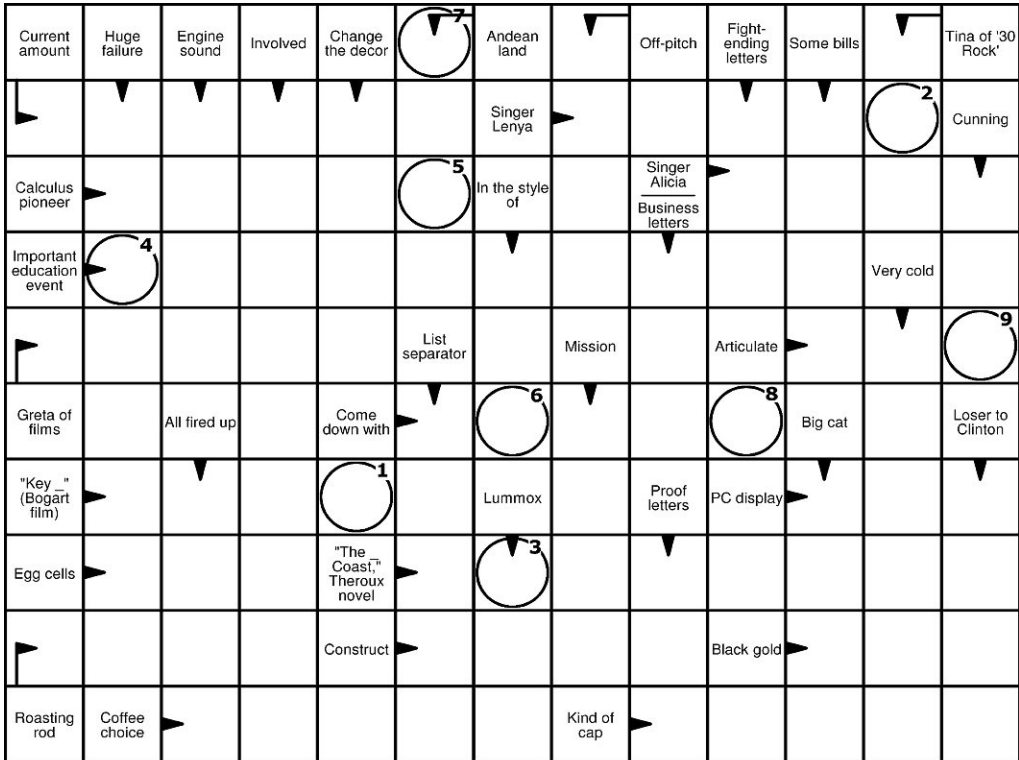 Current amount
Huge failure
Engine sound
Involved
Change the decor
7
Andean land
Off-pitch
Fight-ending letters
Some bills
Tina of '30 Rock'
Singer Lenya
2
Cunning
Calculus pioneer
5
In the style of
Singer Alicia
Business letters
Important education event
4
Very cold
List separator
Mission
Articulate
9
Greta of films
All fired up
Come down with
6
8
Big cat
Loser to Clinton
"Key _" (Bogart film)
1
Lummox
Proof letters
PC display
Egg cells
"The _ Coast," Theroux novel
3
Construct
Black gold
Roasting rod
Coffee choice
Kind of cap